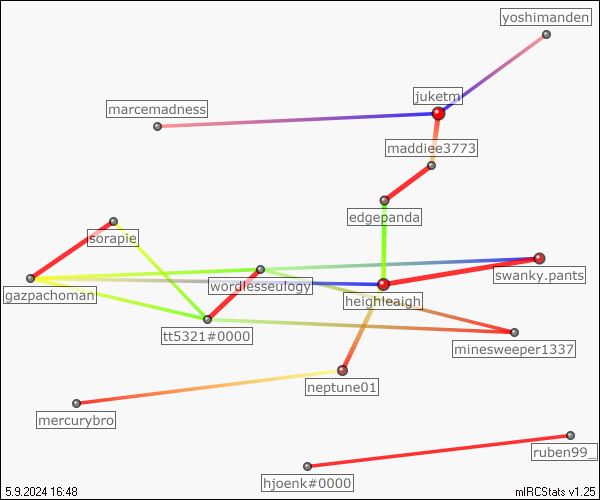 yoshimanden
juketm
marcemadness
maddiee3773
edgepanda
sorapie
swanky.pants
wordlesseulogy
gazpachoman
heighleaigh
tt5321#0000
minesweeper1337
neptune01
mercurybro
ruben99_
hjoenk#0000
5.9.2024 16:48
mIRCStats v1.25